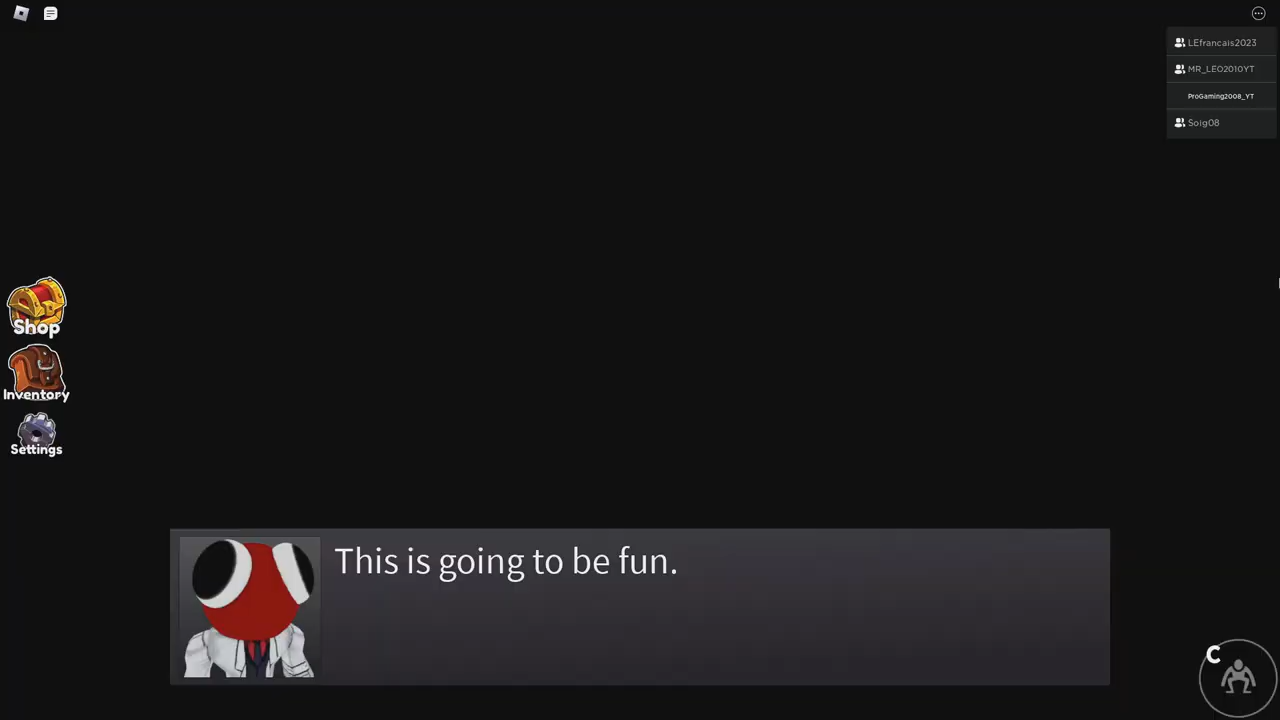 LEfrancais2023
MR_LEO2010YT
ProGaming2008_YT
Soig08
Shop
Inventory
Settings
This is going to be fun.
C